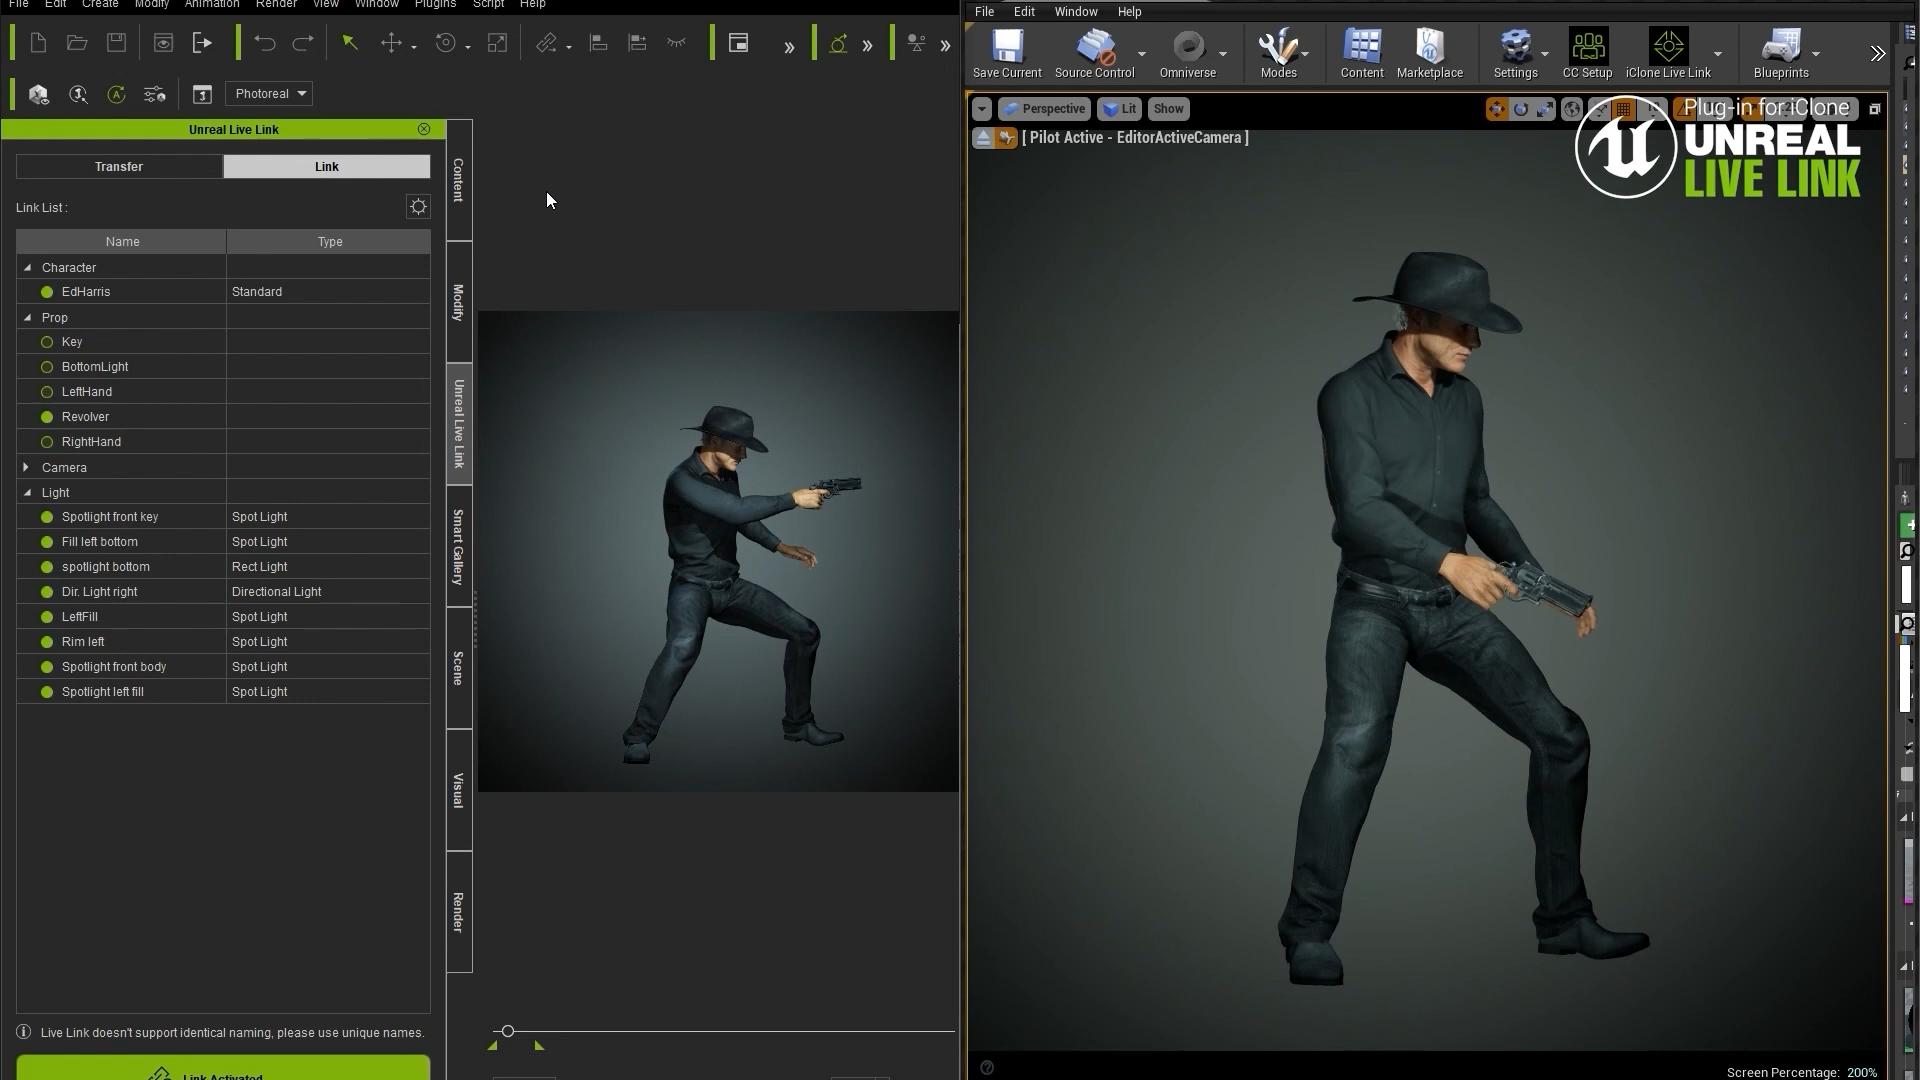 File Edit Create Modify Animation Render View Window Plugins Script Help
Photoreal
Unreal Live Link
Transfer
Link
Link List :
Name Type
Character
EdHarris Standard
Prop
Key
BottomLight
LeftHand
Revolver
RightHand
Camera
Light
Spotlight front key Spot Light
Fill left bottom Spot Light
spotlight bottom Rect Light
Dir. Light right Directional Light
LeftFill Spot Light
Rim left Spot Light
Spotlight front body Spot Light
Spotlight left fill Spot Light
Live Link doesn't support identical naming, please use unique names.
Link Activated
Content
Modify
Unreal Live Link
Smart Gallery
Scene
Visual
Render
File Edit Window Help
Save Current Source Control Omniverse Modes Content Marketplace Settings CC Setup iClone Live Link Blueprints
Perspective Lit Show
[ Pilot Active - EditorActiveCamera ]
Plug-in for iClone
UNREAL
LIVE LINK
Screen Percentage: 200%